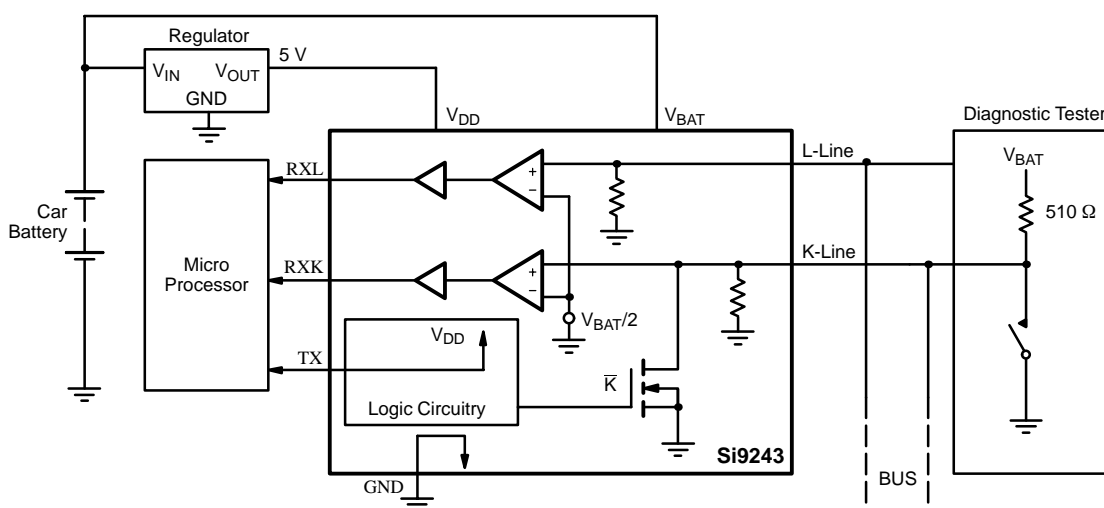 Regulator
5 V
V_IN V_OUT
GND
V_DD
V_BAT
Diagnostic Tester
RXL
+
−
L-Line
V_BAT
510 Ω
Car
Battery
Micro
Processor
RXK
+
−
K-Line
V_BAT/2
V_DD
TX
K̅
Logic Circuitry
Si9243
GND
BUS